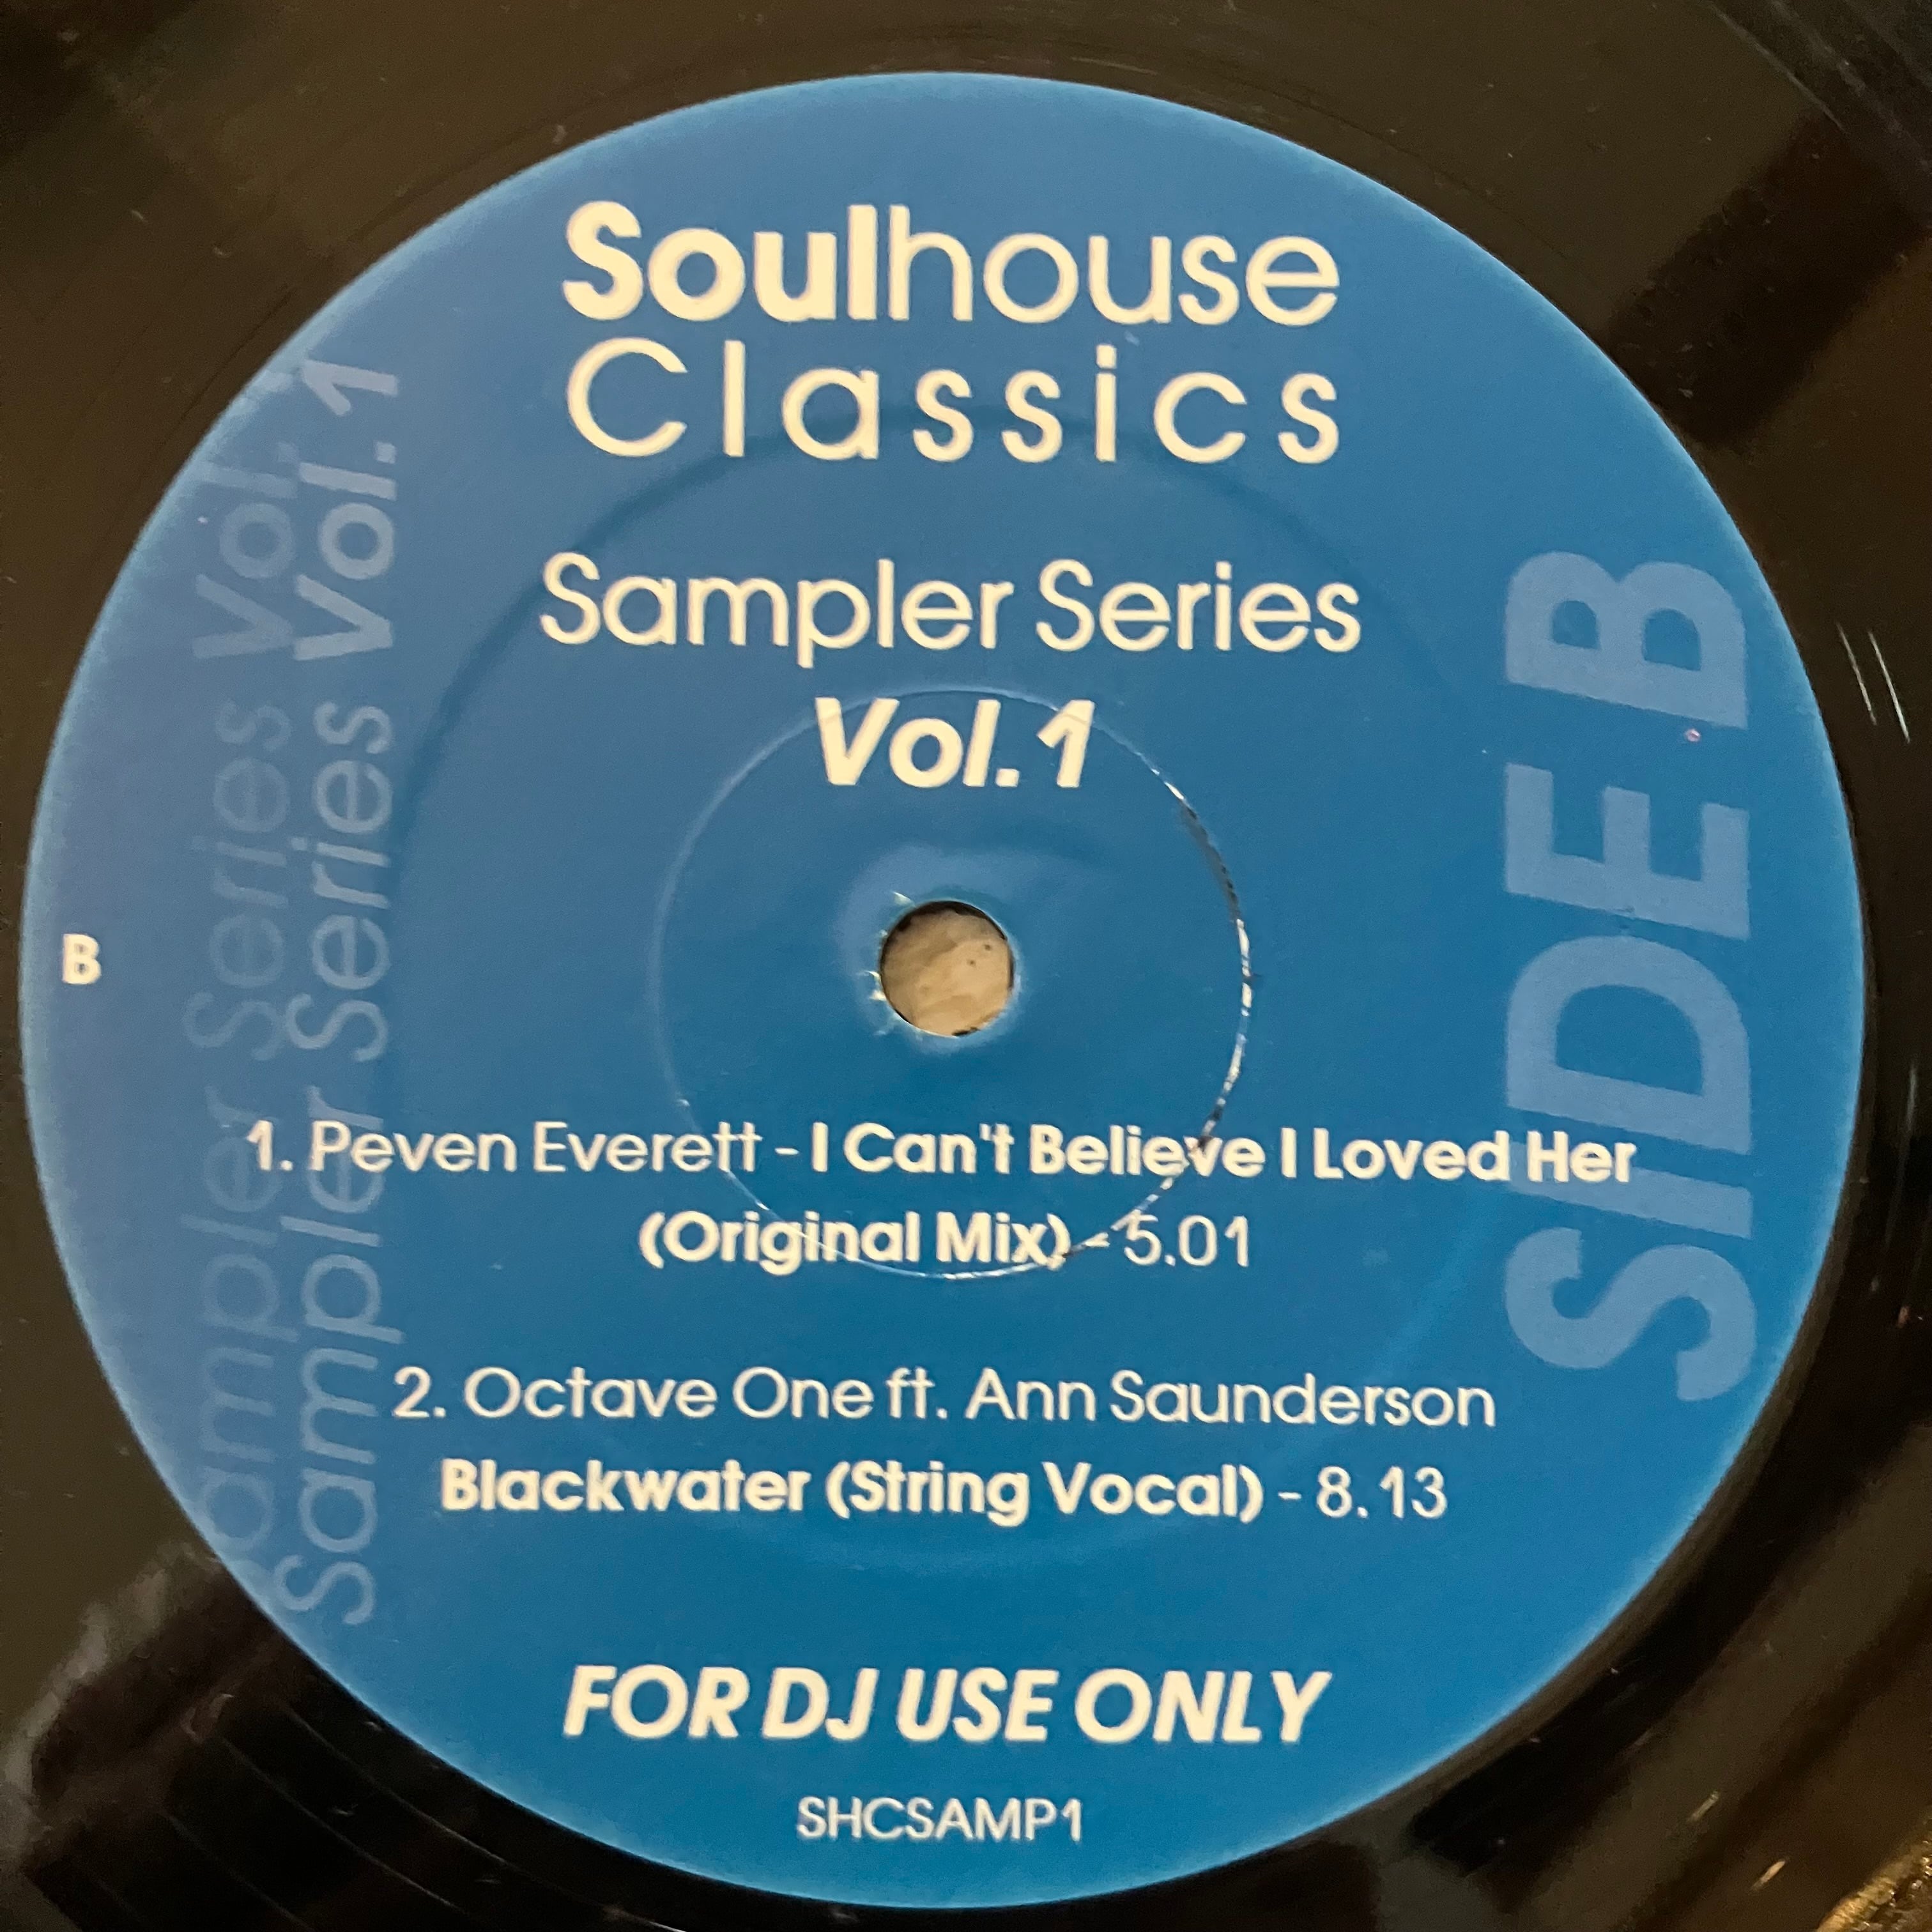 Soulhouse
Classics
Sampler Series
Vol.1
Sampler Series Vol.
Sampler Series Vol.1
B
SIDE B
1. Peven Everett - I Can't Believe I Loved Her
(Original Mix) - 5.01
2. Octave One ft. Ann Saunderson
Blackwater (String Vocal) - 8.13
FOR DJ USE ONLY
SHCSAMP1